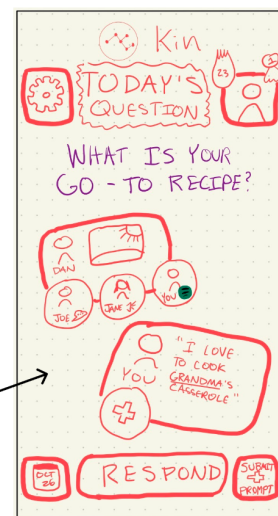 Kin
23
TODAY'S
QUESTION
WHAT IS YOUR
GO-TO RECIPE?
DAN
JOE
JANE
YOU
YOU
"I LOVE
TO COOK
GRANDMA'S
CASSEROLE"
OCT
26
RESPOND
SUBMIT
PROMPT